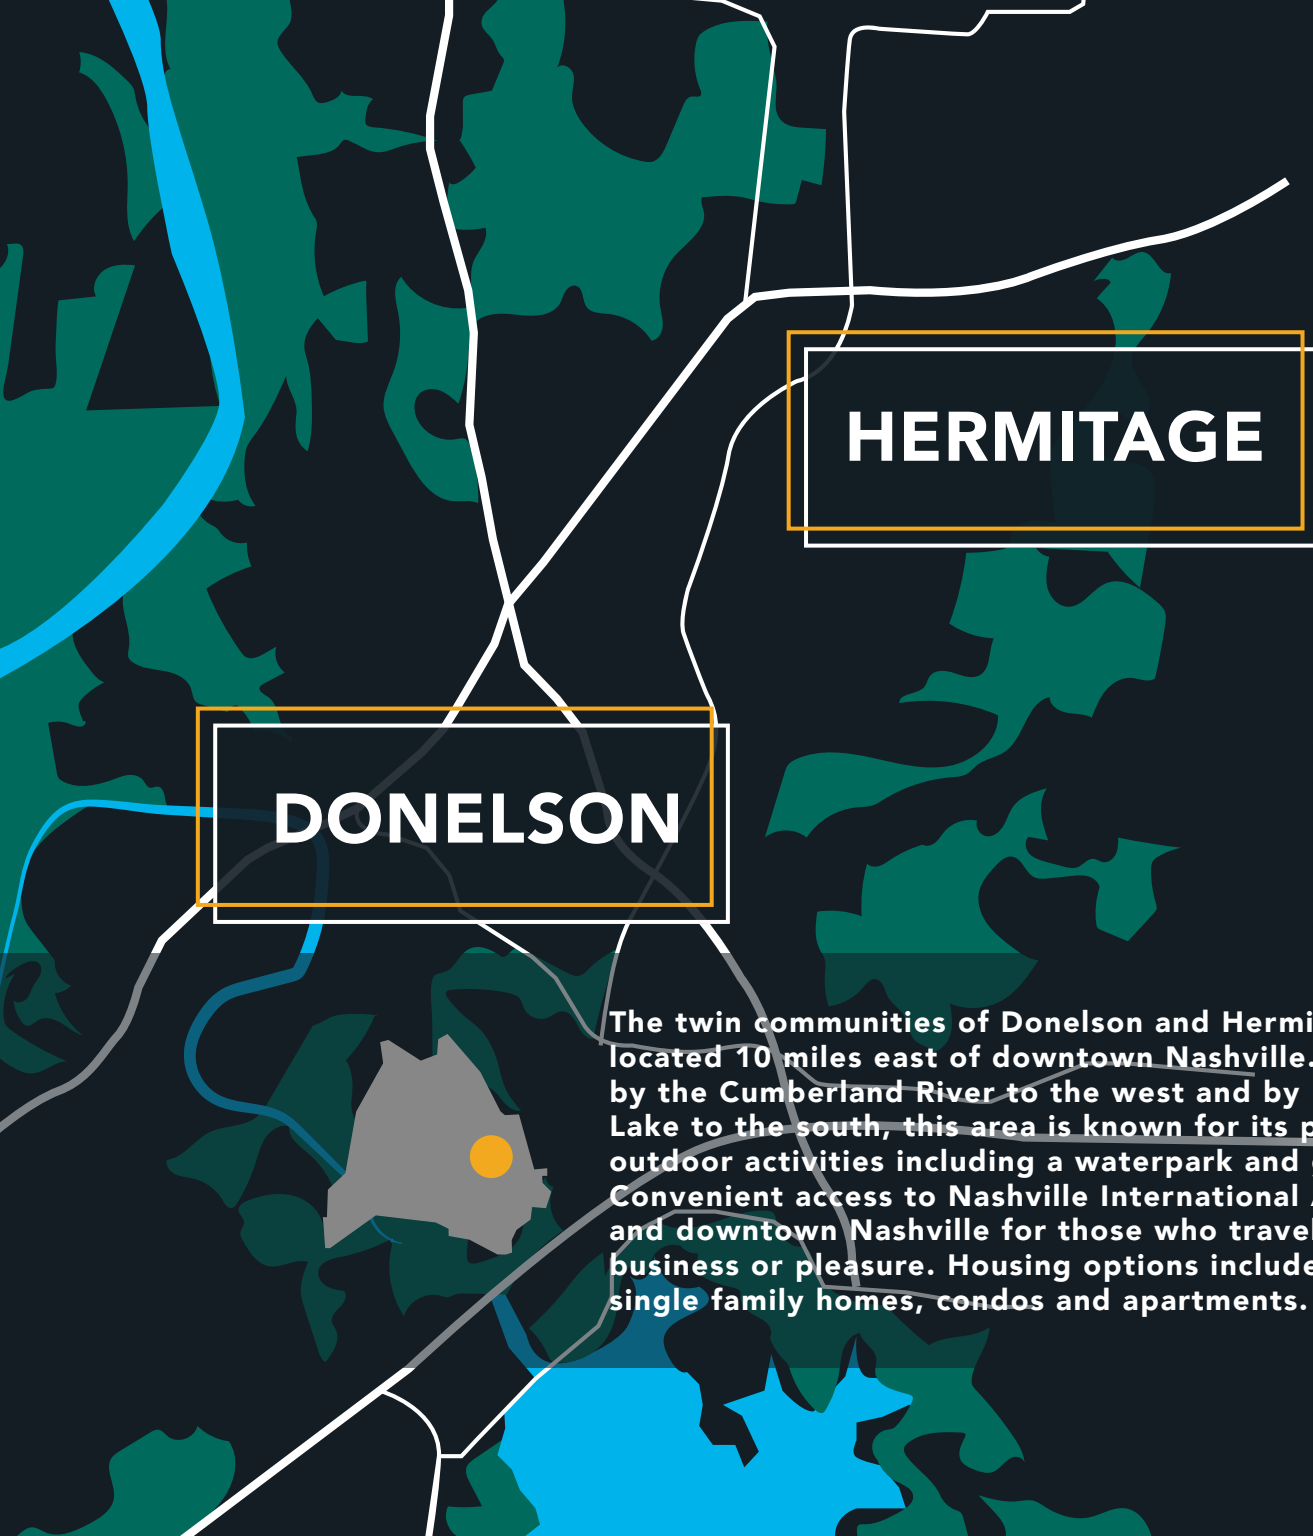 HERMITAGE
DONELSON
The twin communities of Donelson and Hermi
located 10 miles east of downtown Nashville.
by the Cumberland River to the west and by
Lake to the south, this area is known for its p
outdoor activities including a waterpark and
Convenient access to Nashville International
and downtown Nashville for those who travel
business or pleasure. Housing options include
single family homes, condos and apartments.